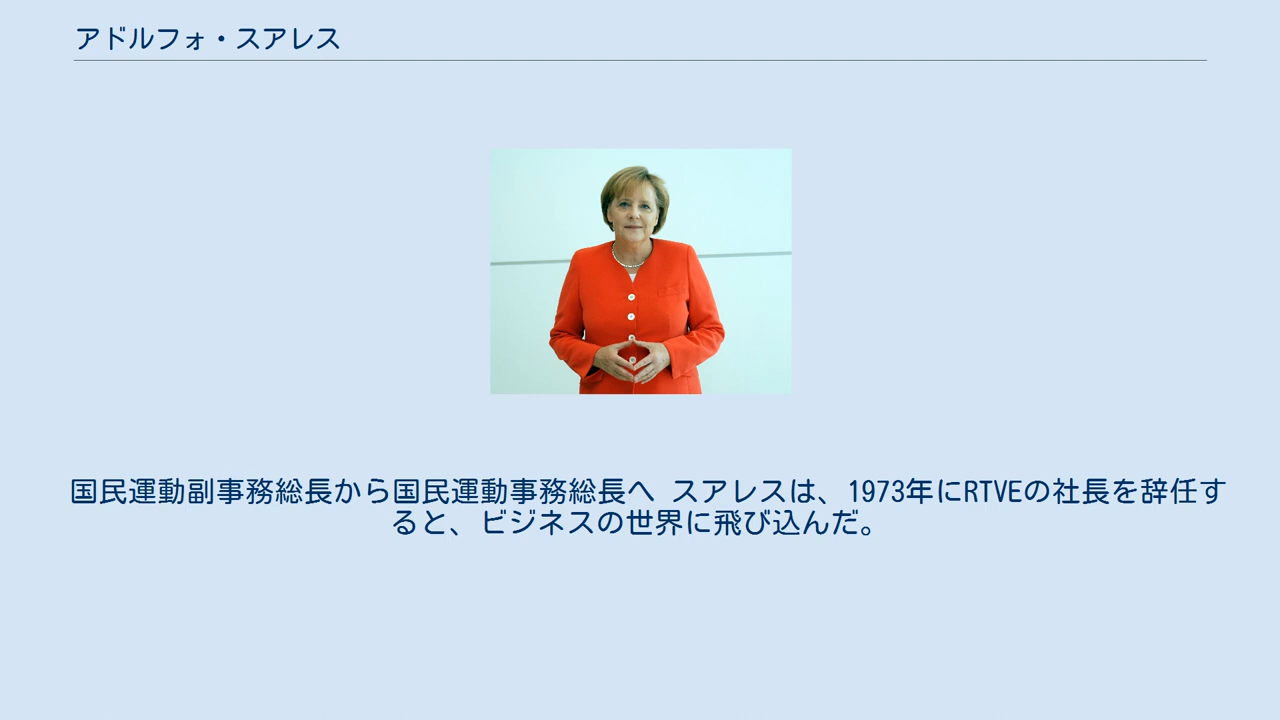 アドルフォ・スアレス
国民運動副事務総長から国民運動事務総長へ スアレスは、1973年にRTVEの社長を辞任す
ると、ビジネスの世界に飛び込んだ。